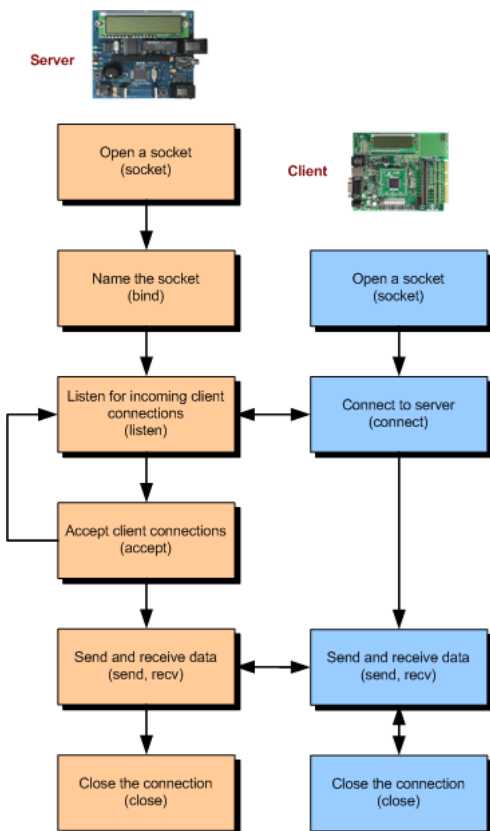 Server
Open a socket
(socket)
Client
Name the socket
(bind)
Open a socket
(socket)
Listen for incoming client
connections
(listen)
Connect to server
(connect)
Accept client connections
(accept)
Send and receive data
(send, recv)
Send and receive data
(send, recv)
Close the connection
(close)
Close the connection
(close)